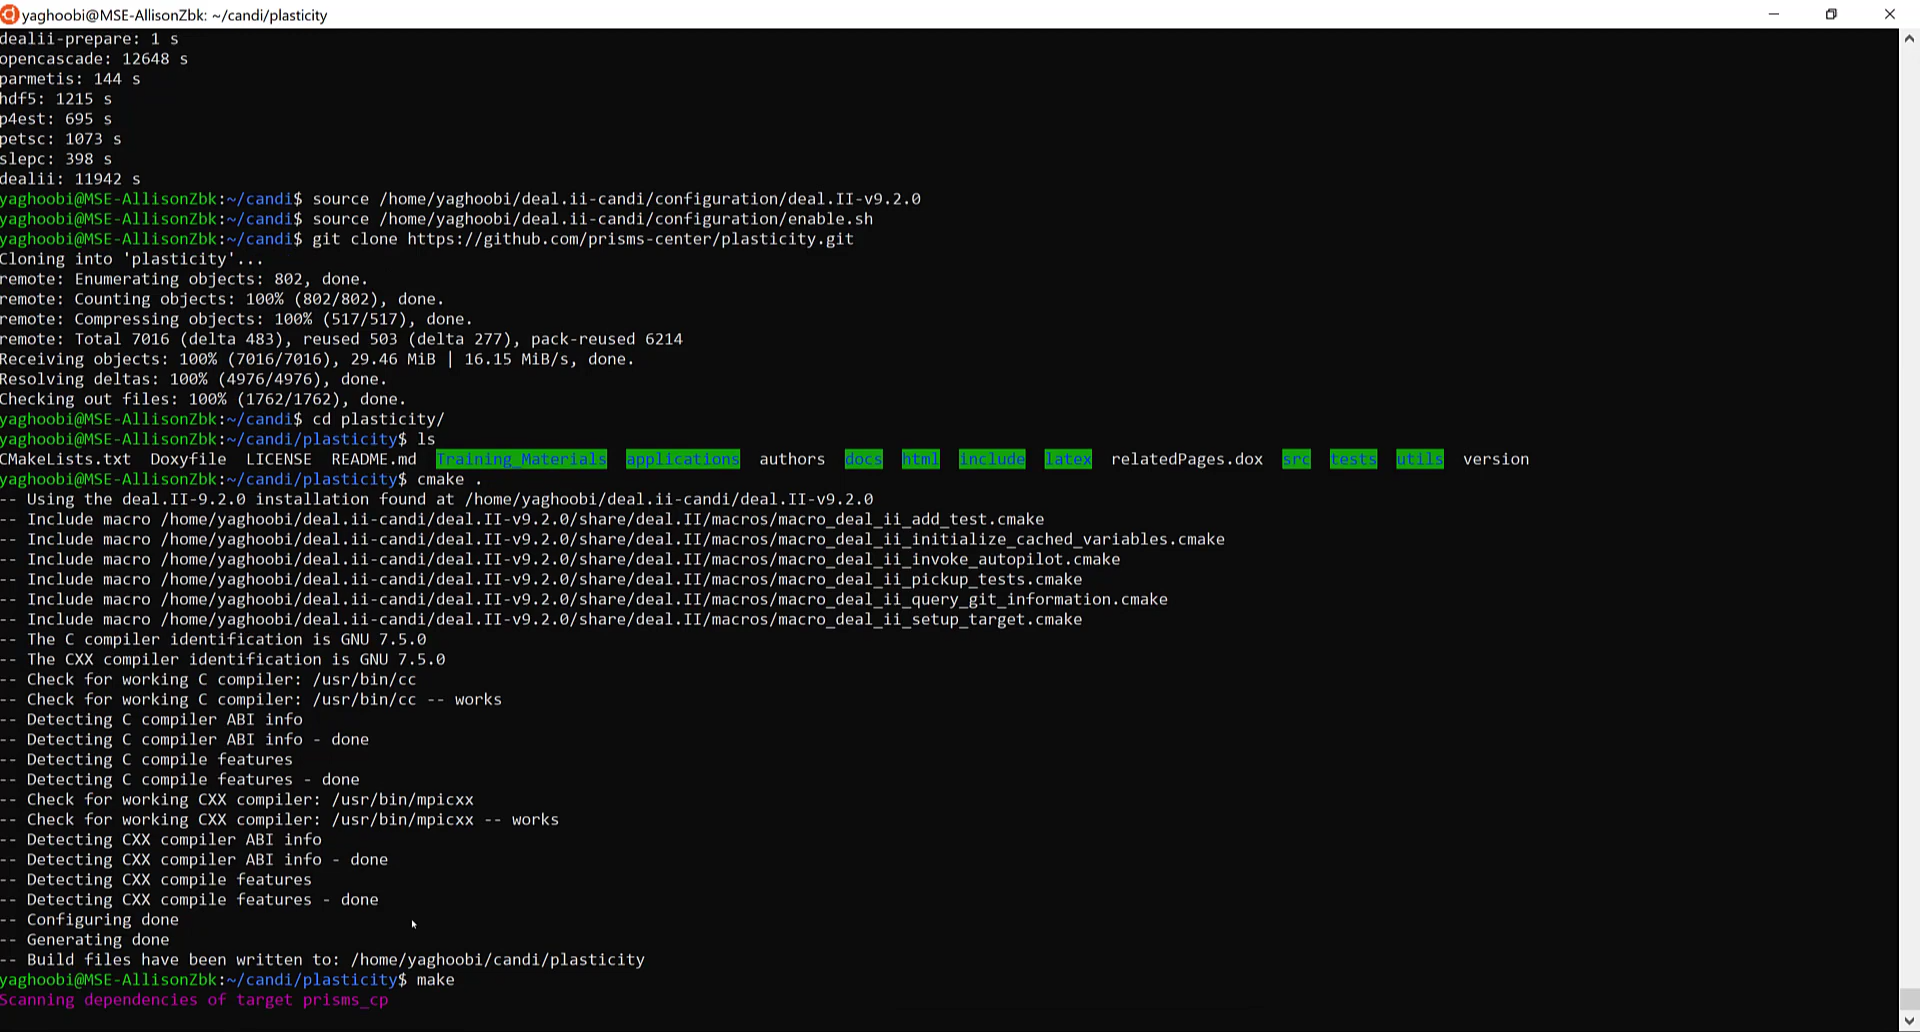 yaghoobi@MSE-AllisonZbk: ~/candi/plasticity
dealii-prepare: 1 s
opencascade: 12648 s
parmetis: 144 s
hdf5: 1215 s
p4est: 695 s
petsc: 1073 s
slepc: 398 s
dealii: 11942 s
yaghoobi@MSE-AllisonZbk:~/candi$ source /home/yaghoobi/deal.ii-candi/configuration/deal.II-v9.2.0
yaghoobi@MSE-AllisonZbk:~/candi$ source /home/yaghoobi/deal.ii-candi/configuration/enable.sh
yaghoobi@MSE-AllisonZbk:~/candi$ git clone https://github.com/prisms-center/plasticity.git
Cloning into 'plasticity'...
remote: Enumerating objects: 802, done.
remote: Counting objects: 100% (802/802), done.
remote: Compressing objects: 100% (517/517), done.
remote: Total 7016 (delta 483), reused 503 (delta 277), pack-reused 6214
Receiving objects: 100% (7016/7016), 29.46 MiB | 16.15 MiB/s, done.
Resolving deltas: 100% (4976/4976), done.
Checking out files: 100% (1762/1762), done.
yaghoobi@MSE-AllisonZbk:~/candi$ cd plasticity/
yaghoobi@MSE-AllisonZbk:~/candi/plasticity$ ls
CMakeLists.txt  Doxyfile  LICENSE  README.md  Training_Materials  applications  authors  docs  html  include  latex  relatedPages.dox  src  tests  utils  version
yaghoobi@MSE-AllisonZbk:~/candi/plasticity$ cmake .
-- Using the deal.II-9.2.0 installation found at /home/yaghoobi/deal.ii-candi/deal.II-v9.2.0
-- Include macro /home/yaghoobi/deal.ii-candi/deal.II-v9.2.0/share/deal.II/macros/macro_deal_ii_add_test.cmake
-- Include macro /home/yaghoobi/deal.ii-candi/deal.II-v9.2.0/share/deal.II/macros/macro_deal_ii_initialize_cached_variables.cmake
-- Include macro /home/yaghoobi/deal.ii-candi/deal.II-v9.2.0/share/deal.II/macros/macro_deal_ii_invoke_autopilot.cmake
-- Include macro /home/yaghoobi/deal.ii-candi/deal.II-v9.2.0/share/deal.II/macros/macro_deal_ii_pickup_tests.cmake
-- Include macro /home/yaghoobi/deal.ii-candi/deal.II-v9.2.0/share/deal.II/macros/macro_deal_ii_query_git_information.cmake
-- Include macro /home/yaghoobi/deal.ii-candi/deal.II-v9.2.0/share/deal.II/macros/macro_deal_ii_setup_target.cmake
-- The C compiler identification is GNU 7.5.0
-- The CXX compiler identification is GNU 7.5.0
-- Check for working C compiler: /usr/bin/cc
-- Check for working C compiler: /usr/bin/cc -- works
-- Detecting C compiler ABI info
-- Detecting C compiler ABI info - done
-- Detecting C compile features
-- Detecting C compile features - done
-- Check for working CXX compiler: /usr/bin/mpicxx
-- Check for working CXX compiler: /usr/bin/mpicxx -- works
-- Detecting CXX compiler ABI info
-- Detecting CXX compiler ABI info - done
-- Detecting CXX compile features
-- Detecting CXX compile features - done
-- Configuring done
-- Generating done
-- Build files have been written to: /home/yaghoobi/candi/plasticity
yaghoobi@MSE-AllisonZbk:~/candi/plasticity$ make
Scanning dependencies of target prisms_cp